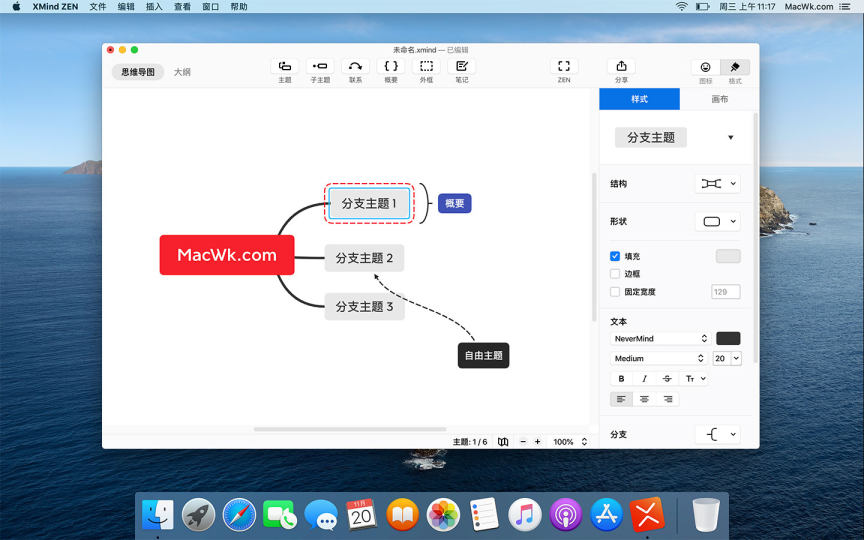 XMind ZEN 文件 编辑 插入 查看 窗口 帮助 周三 上午11:17 MacWk.com
未命名.xmind — 已编辑
思维导图 大纲
主题 子主题 联系 概要 外框 笔记 ZEN 分享 图标 格式
样式 画布
分支主题
结构
形状
填充
边框
固定宽度 129
文本
NeverMind
Medium 20
B I S Tт
分支
分支主题 1
概要
MacWk.com
分支主题 2
分支主题 3
自由主题
主题: 1 / 6 − + 100%
11月
20